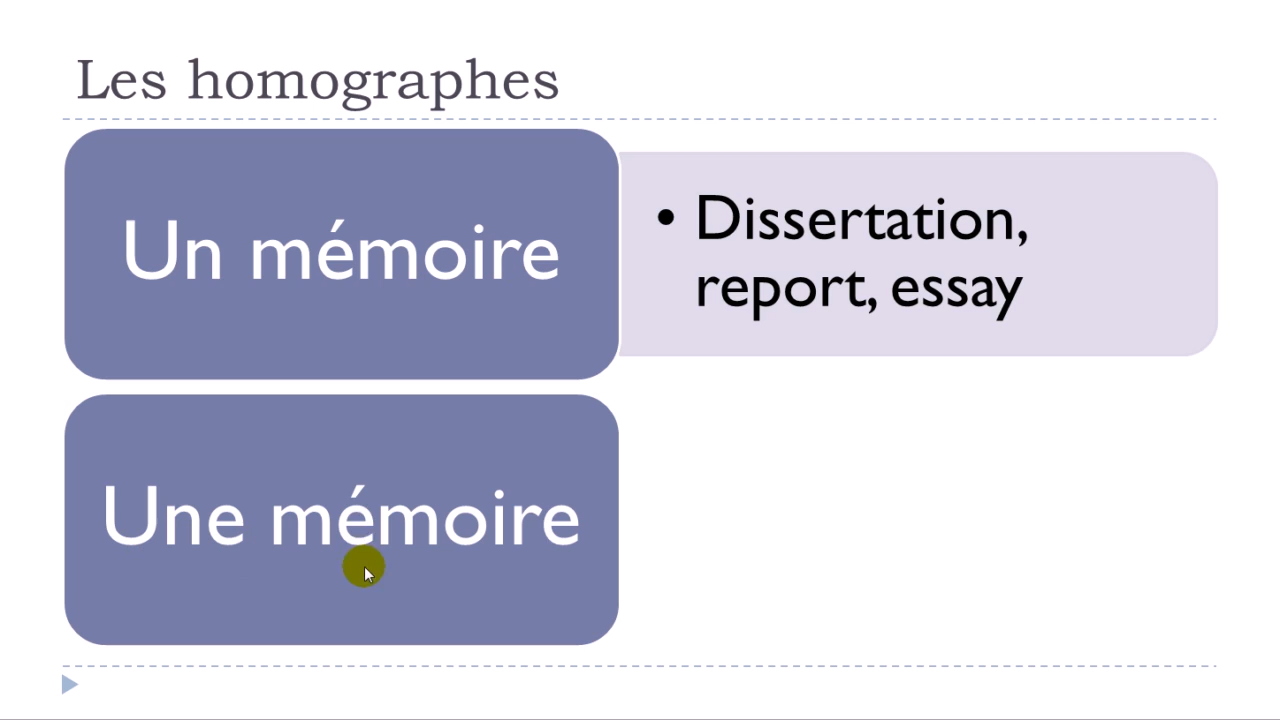 Les homographes
Un mémoire
• Dissertation,
report, essay
Une mémoire